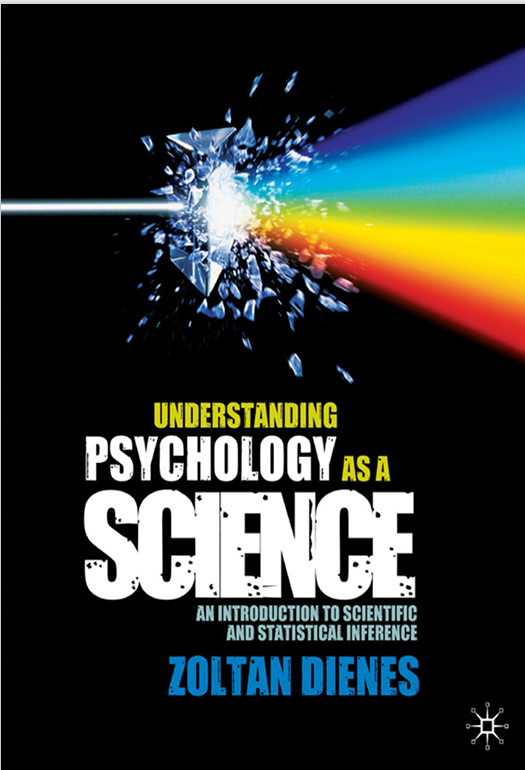 UNDERSTANDING
PSYCHOLOGY AS A
SCIENCE
AN INTRODUCTION TO SCIENTIFIC
AND STATISTICAL INFERENCE
ZOLTAN DIENES